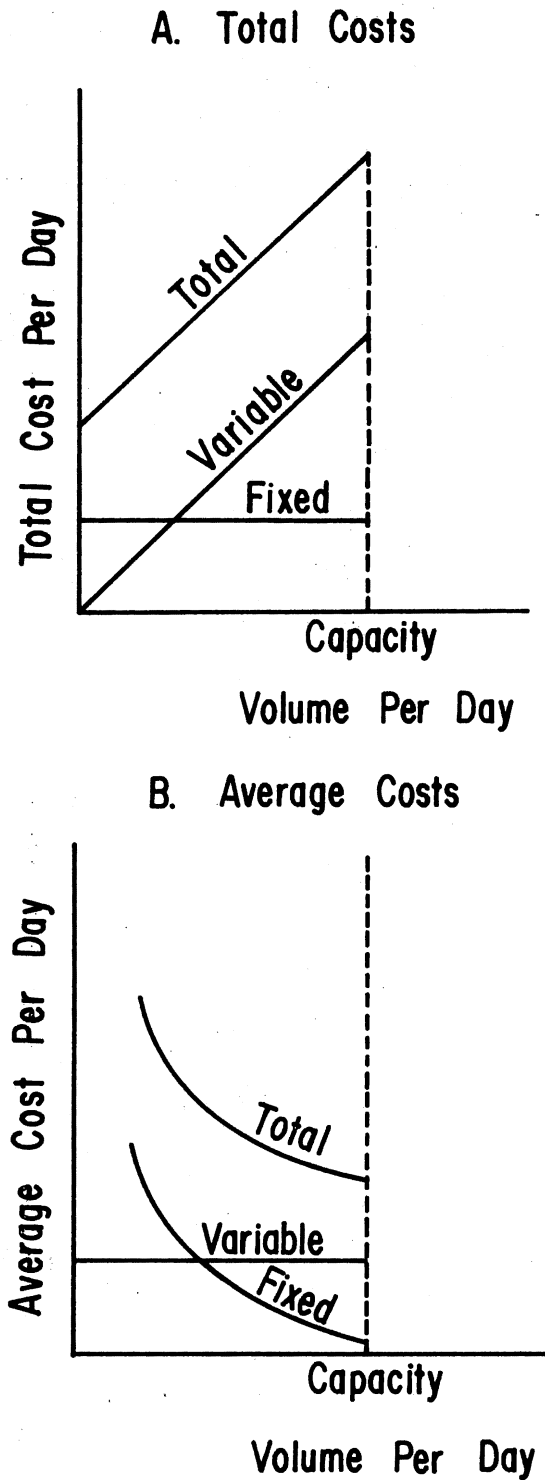 A. Total Costs
Total Cost Per Day
Total
Variable
Fixed
Capacity
Volume Per Day
B. Average Costs
Average Cost Per Day
Total
Variable
Fixed
Capacity
Volume Per Day